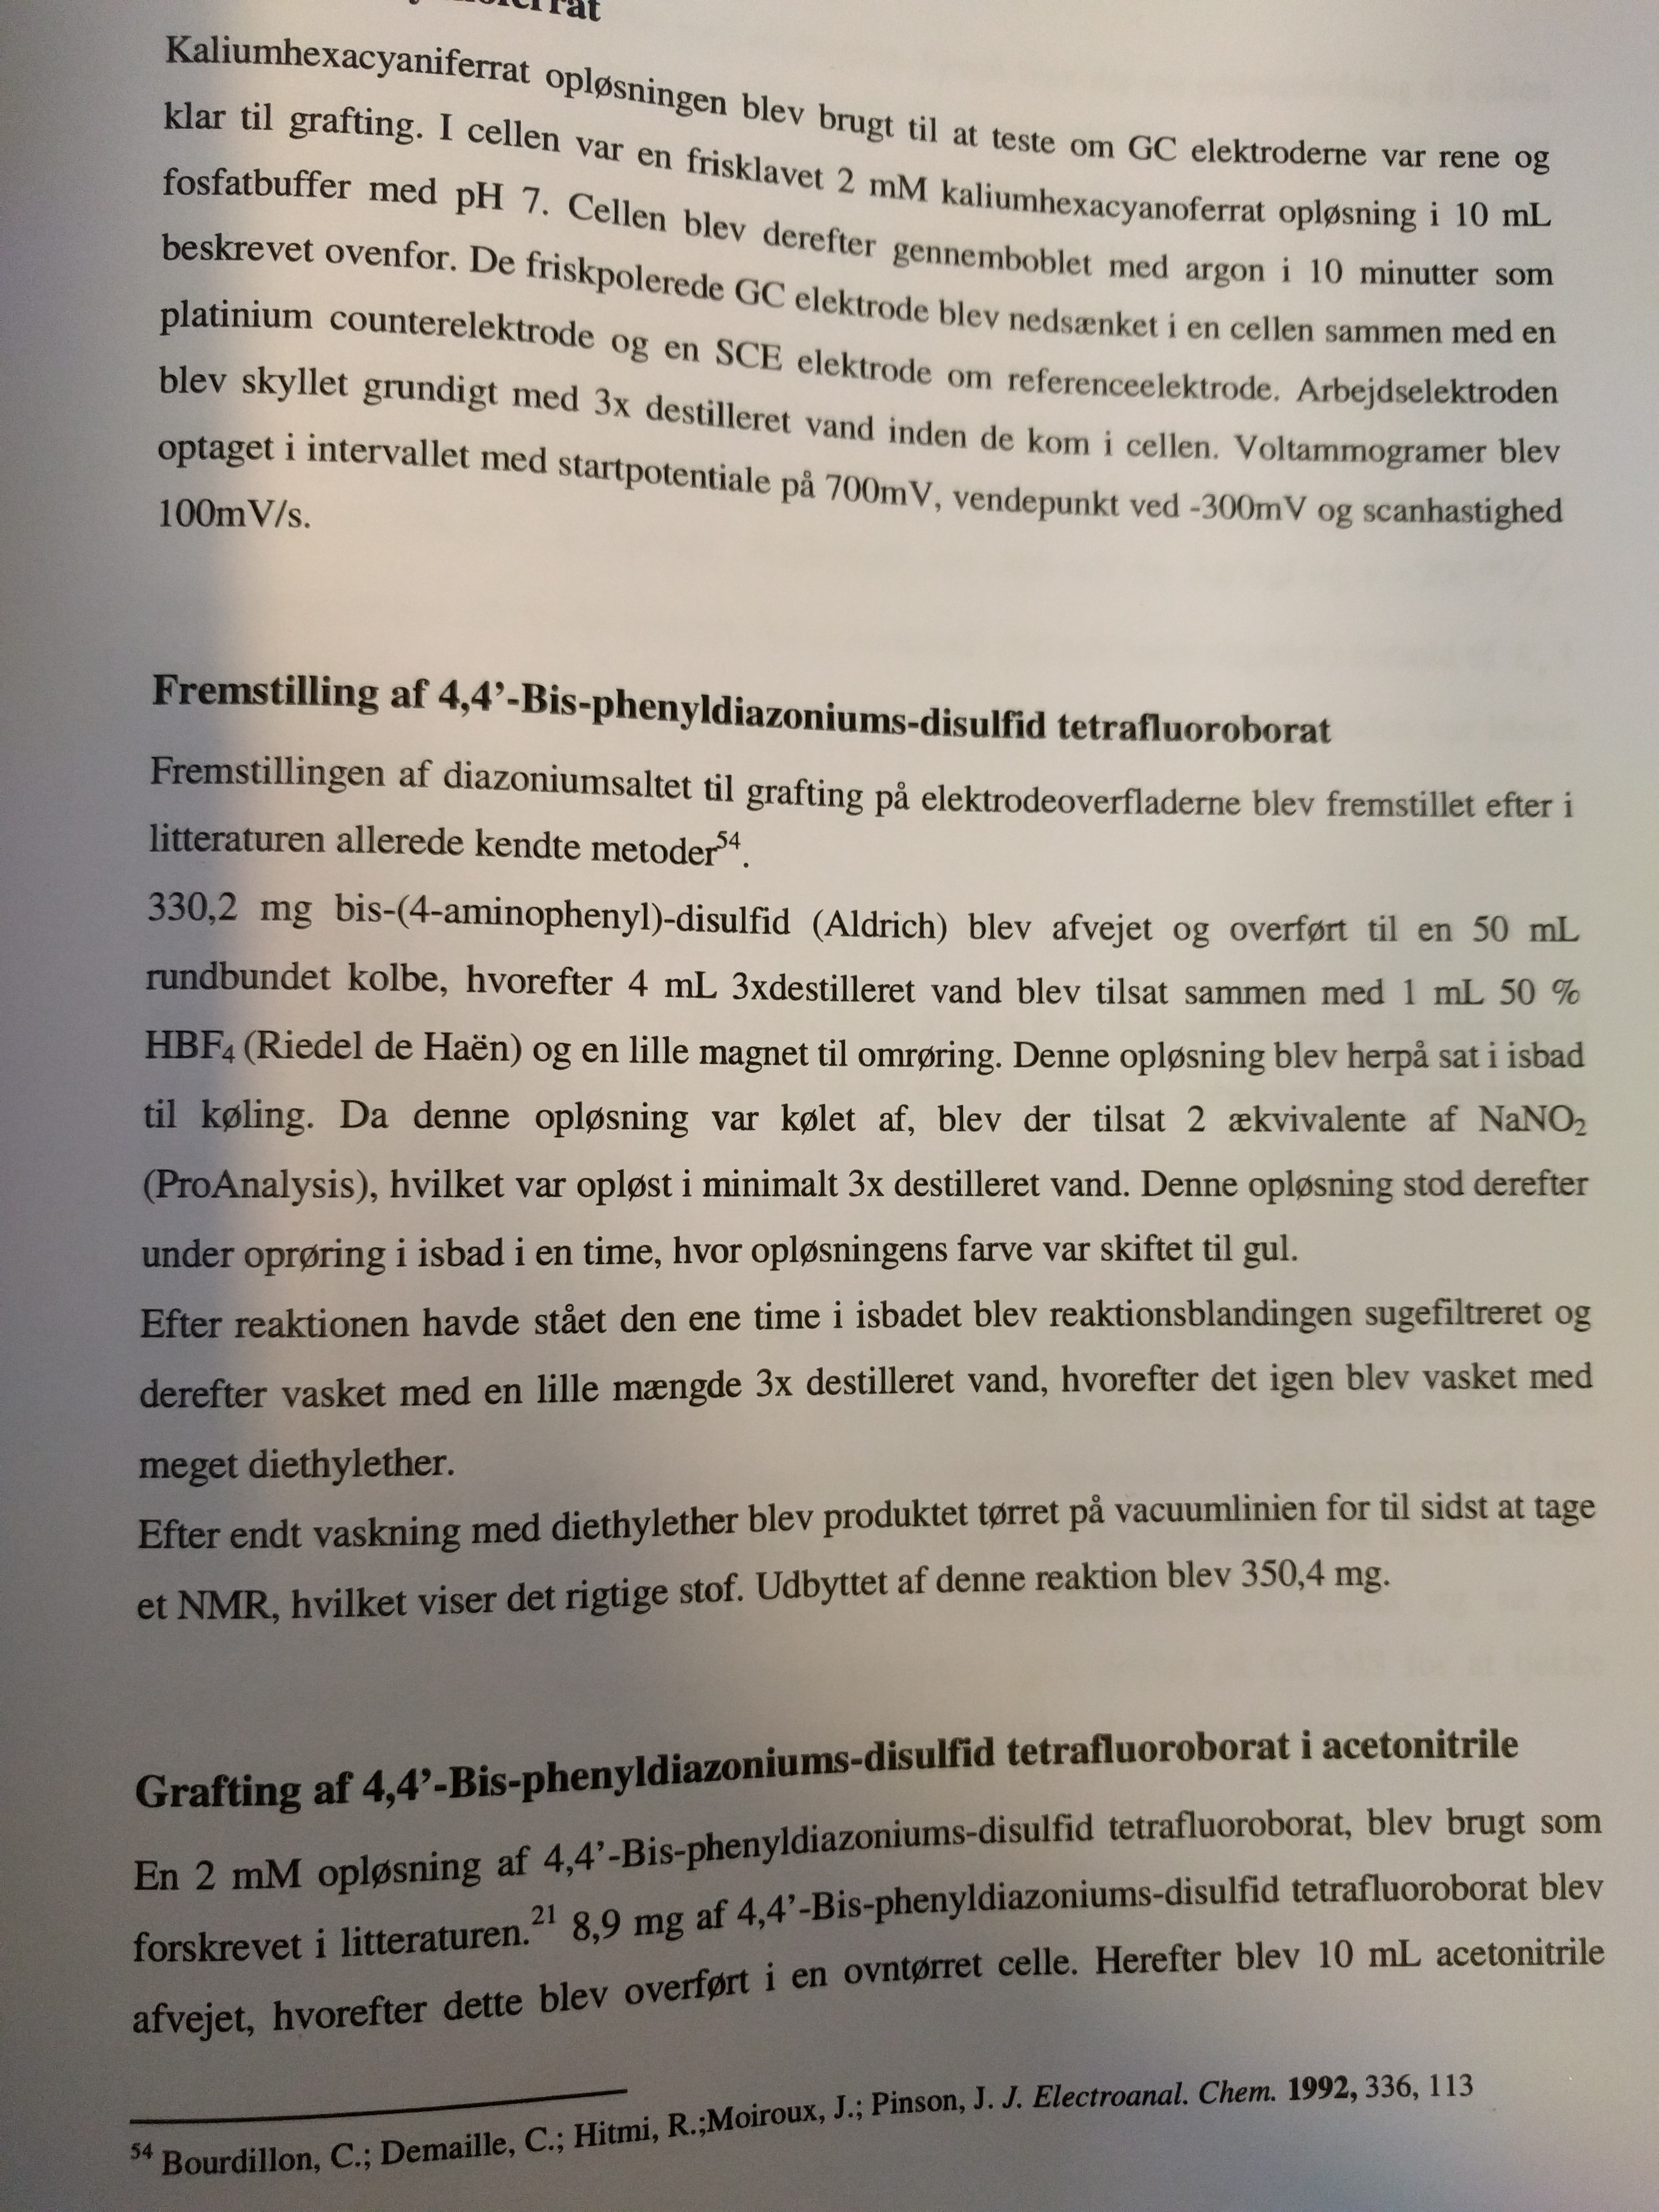 Kaliumhexacyaniferrat opløsningen blev brugt til at teste om GC elektroderne var rene og
klar til grafting. I cellen var en frisklavet 2 mM kaliumhexacyanoferrat opløsning i 10 mL
fosfatbuffer med pH 7. Cellen blev derefter gennemboblet med argon i 10 minutter som
beskrevet ovenfor. De friskpolerede GC elektrode blev nedsænket i en cellen sammen med en
platinium counterelektrode og en SCE elektrode om referenceelektrode. Arbejdselektroden
blev skyllet grundigt med 3x destilleret vand inden de kom i cellen. Voltammogramer blev
optaget i intervallet med startpotentiale på 700mV, vendepunkt ved -300mV og scanhastighed
100mV/s.
Fremstilling af 4,4’-Bis-phenyldiazoniums-disulfid tetrafluoroborat
Fremstillingen af diazoniumsaltet til grafting på elektrodeoverfladerne blev fremstillet efter i
litteraturen allerede kendte metoder54.
330,2 mg bis-(4-aminophenyl)-disulfid (Aldrich) blev afvejet og overført til en 50 mL
rundbundet kolbe, hvorefter 4 mL 3xdestilleret vand blev tilsat sammen med 1 mL 50 %
HBF4 (Riedel de Haën) og en lille magnet til omrøring. Denne opløsning blev herpå sat i isbad
til køling. Da denne opløsning var kølet af, blev der tilsat 2 ækvivalente af NaNO2
(ProAnalysis), hvilket var opløst i minimalt 3x destilleret vand. Denne opløsning stod derefter
under oprøring i isbad i en time, hvor opløsningens farve var skiftet til gul.
Efter reaktionen havde stået den ene time i isbadet blev reaktionsblandingen sugefiltreret og
derefter vasket med en lille mængde 3x destilleret vand, hvorefter det igen blev vasket med
meget diethylether.
Efter endt vaskning med diethylether blev produktet tørret på vacuumlinien for til sidst at tage
et NMR, hvilket viser det rigtige stof. Udbyttet af denne reaktion blev 350,4 mg.
Grafting af 4,4’-Bis-phenyldiazoniums-disulfid tetrafluoroborat i acetonitrile
En 2 mM opløsning af 4,4’-Bis-phenyldiazoniums-disulfid tetrafluoroborat, blev brugt som
forskrevet i litteraturen.21 8,9 mg af 4,4’-Bis-phenyldiazoniums-disulfid tetrafluoroborat blev
afvejet, hvorefter dette blev overført i en ovntørret celle. Herefter blev 10 mL acetonitrile
54 Bourdillon, C.; Demaille, C.; Hitmi, R.;Moiroux, J.; Pinson, J. J. Electroanal. Chem. 1992, 336, 113